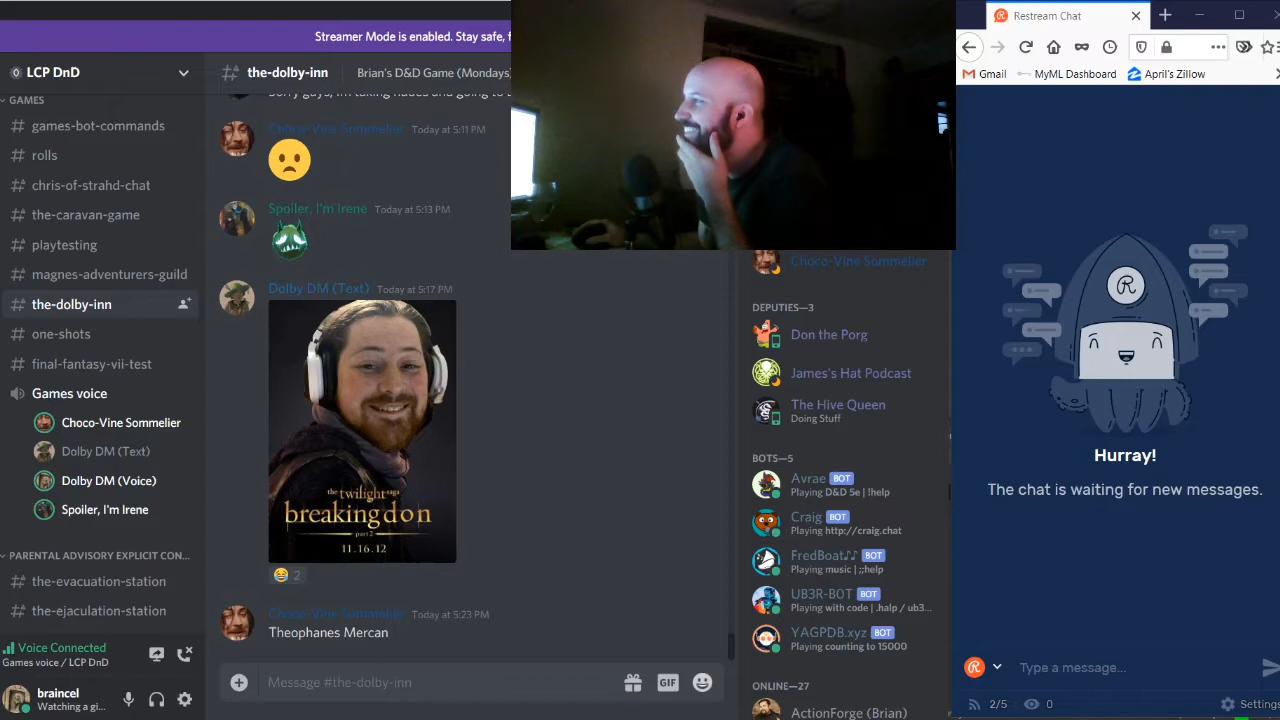 Streamer Mode is enabled. Stay safe, f
LCP DnD
GAMES
games-bot-commands
rolls
chris-of-strahd-chat
the-caravan-game
playtesting
magnes-adventurers-guild
the-dolby-inn
one-shots
final-fantasy-vii-test
Games voice
Choco-Vine Sommelier
Dolby DM (Text)
Dolby DM (Voice)
Spoiler, I'm Irene
PARENTAL ADVISORY EXPLICIT CON...
the-evacuation-station
the-ejaculation-station
Voice Connected
Games voice / LCP DnD
braincel
Watching a gi...
the-dolby-inn
Brian's D&D Game (Mondays)
Choco-Vine Sommelier Today at 5:11 PM
Spoiler, I'm Irene Today at 5:13 PM
Dolby DM (Text) Today at 5:17 PM
the twilight saga
breakingdon
part 2
11.16.12
2
Choco-Vine Sommelier Today at 5:23 PM
Theophanes Mercan
Message #the-dolby-inn
GIF
Choco-Vine Sommelier
DEPUTIES—3
Don the Porg
James's Hat Podcast
The Hive Queen
Doing Stuff
BOTS—5
Avrae BOT
Playing D&D 5e | !help
Craig BOT
Playing http://craig.chat
FredBoat♪♪ BOT
Playing music | ;;help
UB3R-B0T BOT
Playing with code | .halp / ub3...
YAGPDB.xyz BOT
Playing counting to 15000
ONLINE—27
ActionForge (Brian)
Restream Chat
Gmail
MyML Dashboard
April's Zillow
R
Hurray!
The chat is waiting for new messages.
Type a message...
2/5
0
Settings